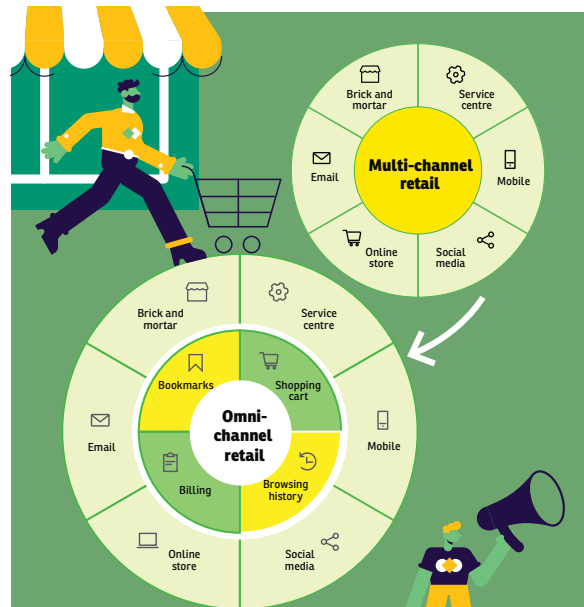 Brick and
mortar
Service
centre
Email
Multi-channel
retail
Mobile
Online
store
Social
media
Brick and
mortar
Service
centre
Bookmarks
Shopping
cart
Email
Omni-
channel
retail
Mobile
Billing
Browsing
history
Online
store
Social
media